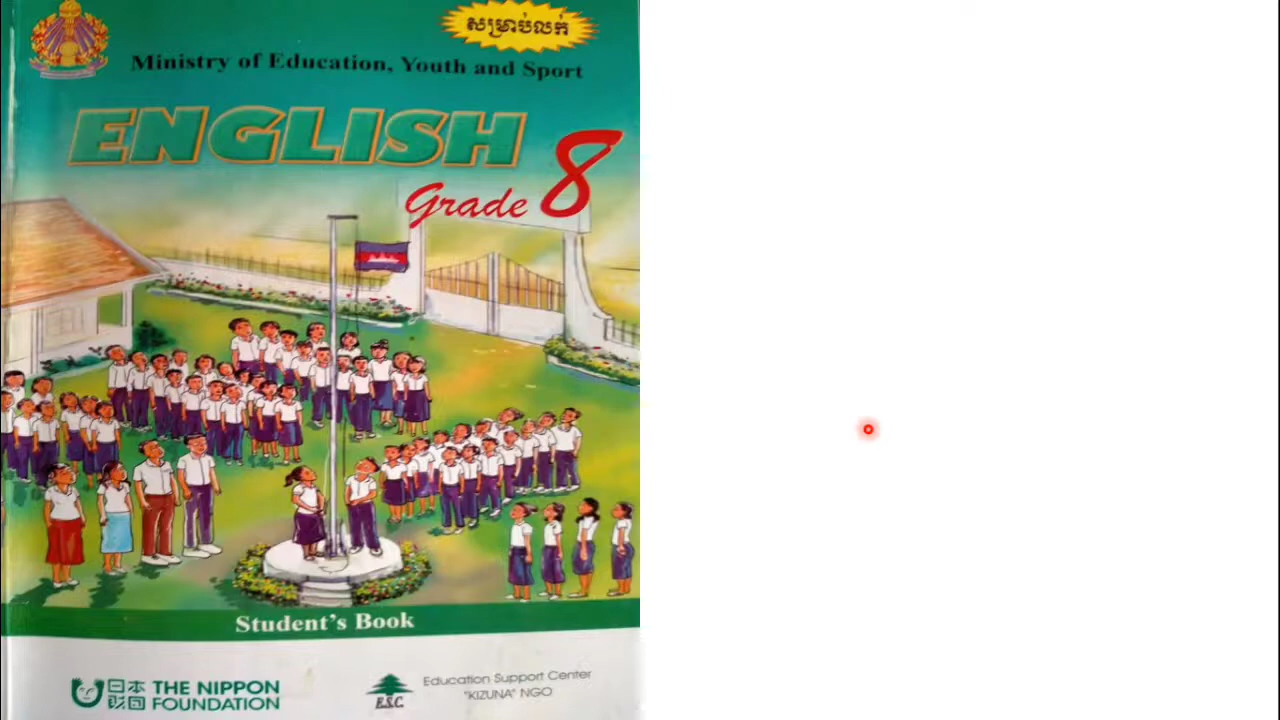 សម្រាប់លក់
Ministry of Education, Youth and Sport
ENGLISH
Grade 8
Student's Book
日本
財団
THE NIPPON
FOUNDATION
E.S.C.
Education Support Center
"KIZUNA" NGO